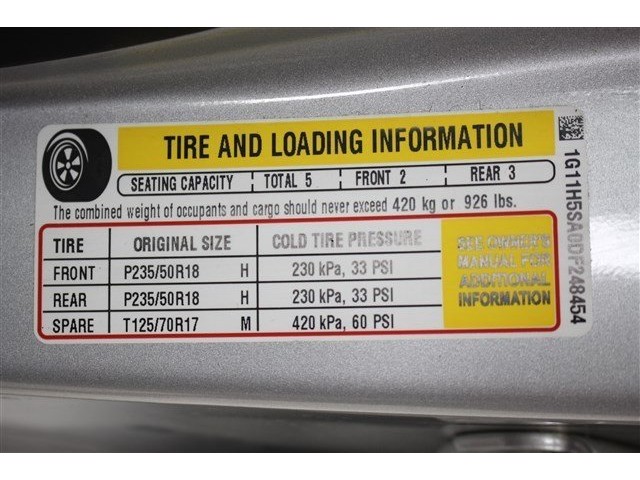 TIRE AND LOADING INFORMATION
SEATING CAPACITY TOTAL 5 FRONT 2 REAR 3
The combined weight of occupants and cargo should never exceed 420 kg or 926 lbs.
TIRE ORIGINAL SIZE COLD TIRE PRESSURE
FRONT P235/50R18 H 230 kPa, 33 PSI
REAR P235/50R18 H 230 kPa, 33 PSI
SPARE T125/70R17 M 420 kPa, 60 PSI
SEE OWNER'S
MANUAL FOR
ADDITIONAL
INFORMATION
1G11H5SA0DF248454